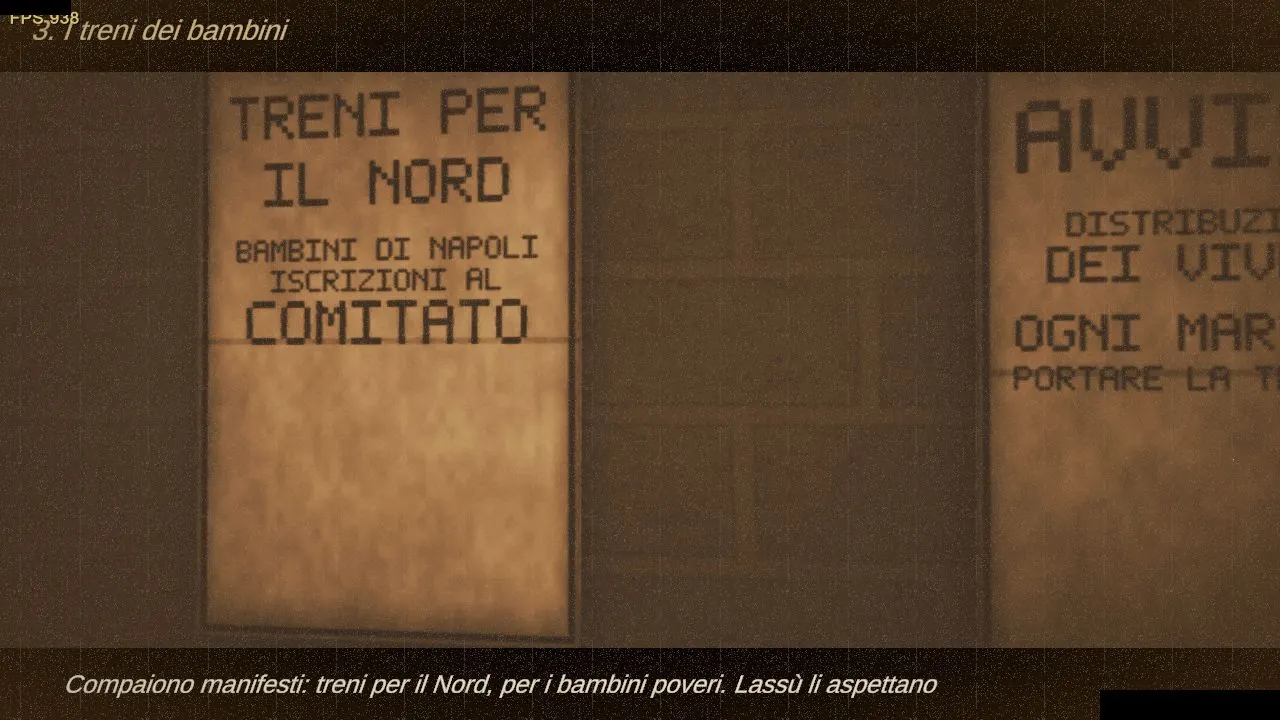 FPS 938
3. I treni dei bambini
TRENI PER
IL NORD
BAMBINI DI NAPOLI
ISCRIZIONI AL
COMITATO
DISTRIBUZI
DEI VIV
OGNI MAR
PORTARE LA
Compaiono manifesti: treni per il Nord, per i bambini poveri. Lassù li aspettano